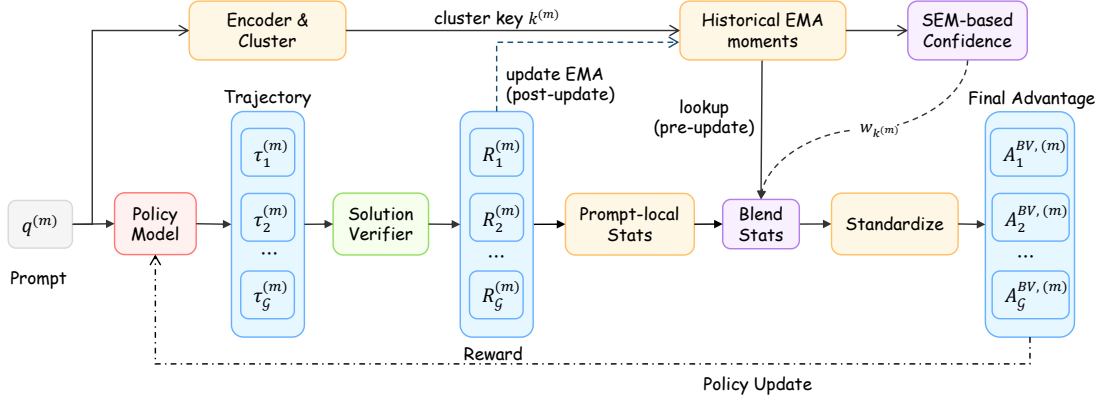 Encoder &
Cluster
cluster key k^(m)
Historical EMA
moments
SEM-based
Confidence
update EMA
(post-update)
lookup
(pre-update)
w_{k^(m)}
Trajectory
Final Advantage
τ_1^(m)
R_1^(m)
A_1^{BV, (m)}
q^(m)
Prompt
Policy
Model
τ_2^(m)
Solution
Verifier
R_2^(m)
Prompt-local
Stats
Blend
Stats
Standardize
A_2^{BV, (m)}
...
...
...
τ_G^(m)
R_G^(m)
A_G^{BV, (m)}
Reward
Policy Update